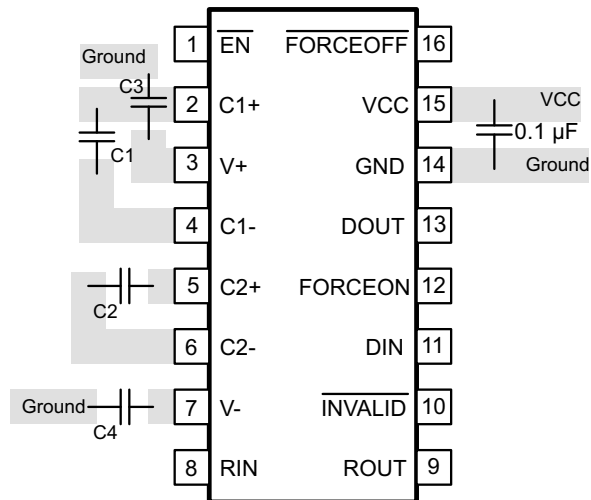 1 EN FORCEOFF 16
Ground
C3
2 C1+ VCC 15 VCC
C1
0.1 µF
3 V+ GND 14 Ground
4 C1- DOUT 13
5 C2+ FORCEON 12
C2
6 C2- DIN 11
Ground 7 V- INVALID 10
C4
8 RIN ROUT 9